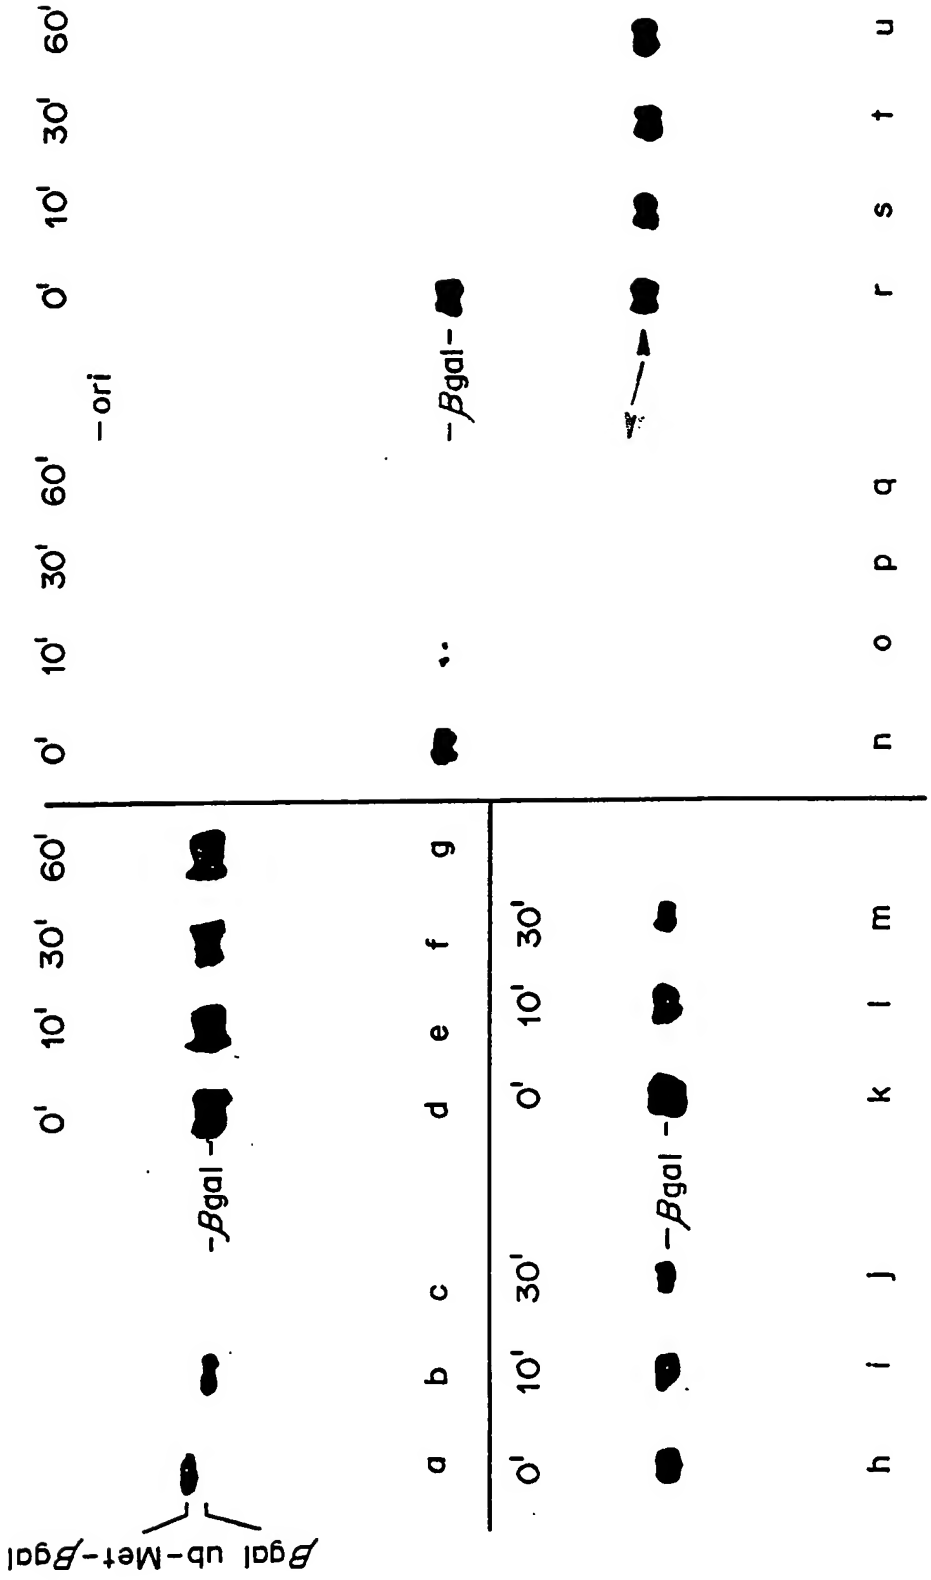 βgal ub-Met-βgal
0' 10' 30' 60'
-βgal-
a b c d e f g
0' 10' 30' 0' 10' 30'
-βgal-
h i j k l m
0' 10' 30' 60' 0' 10' 30' 60'
-ori
-βgal-
n o p q r s t u